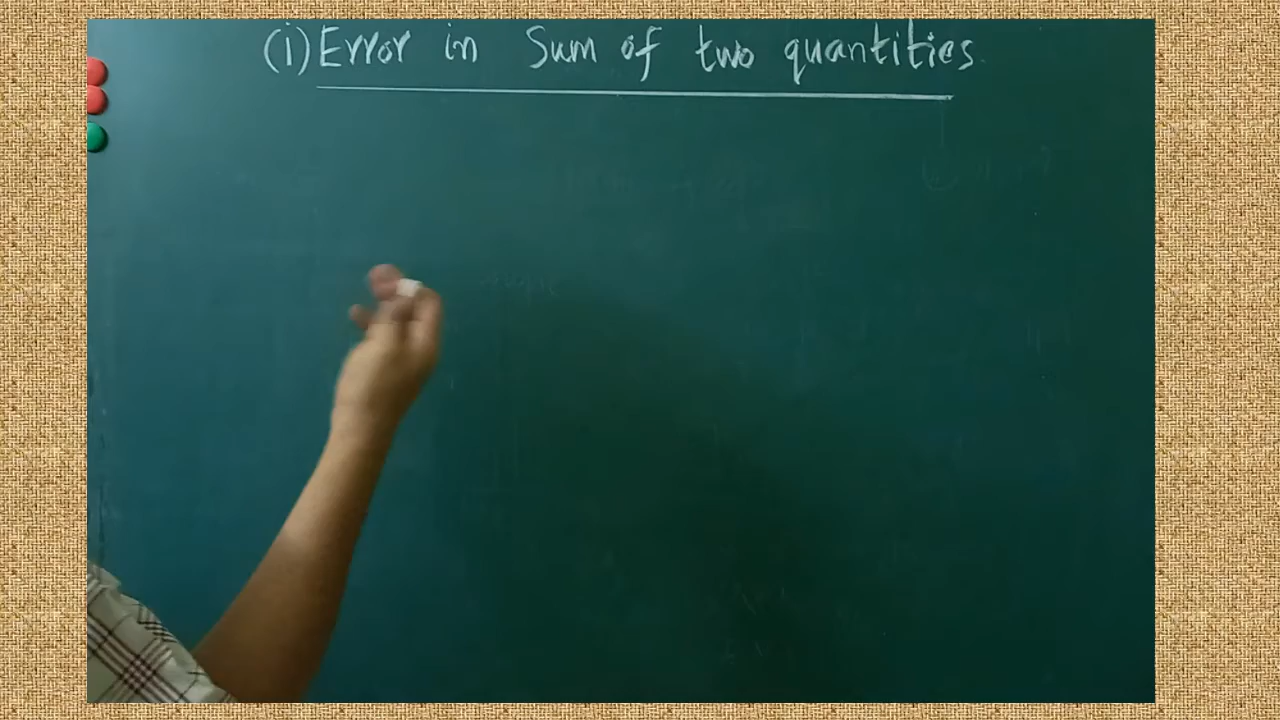 (i) Error in Sum of two quantities.